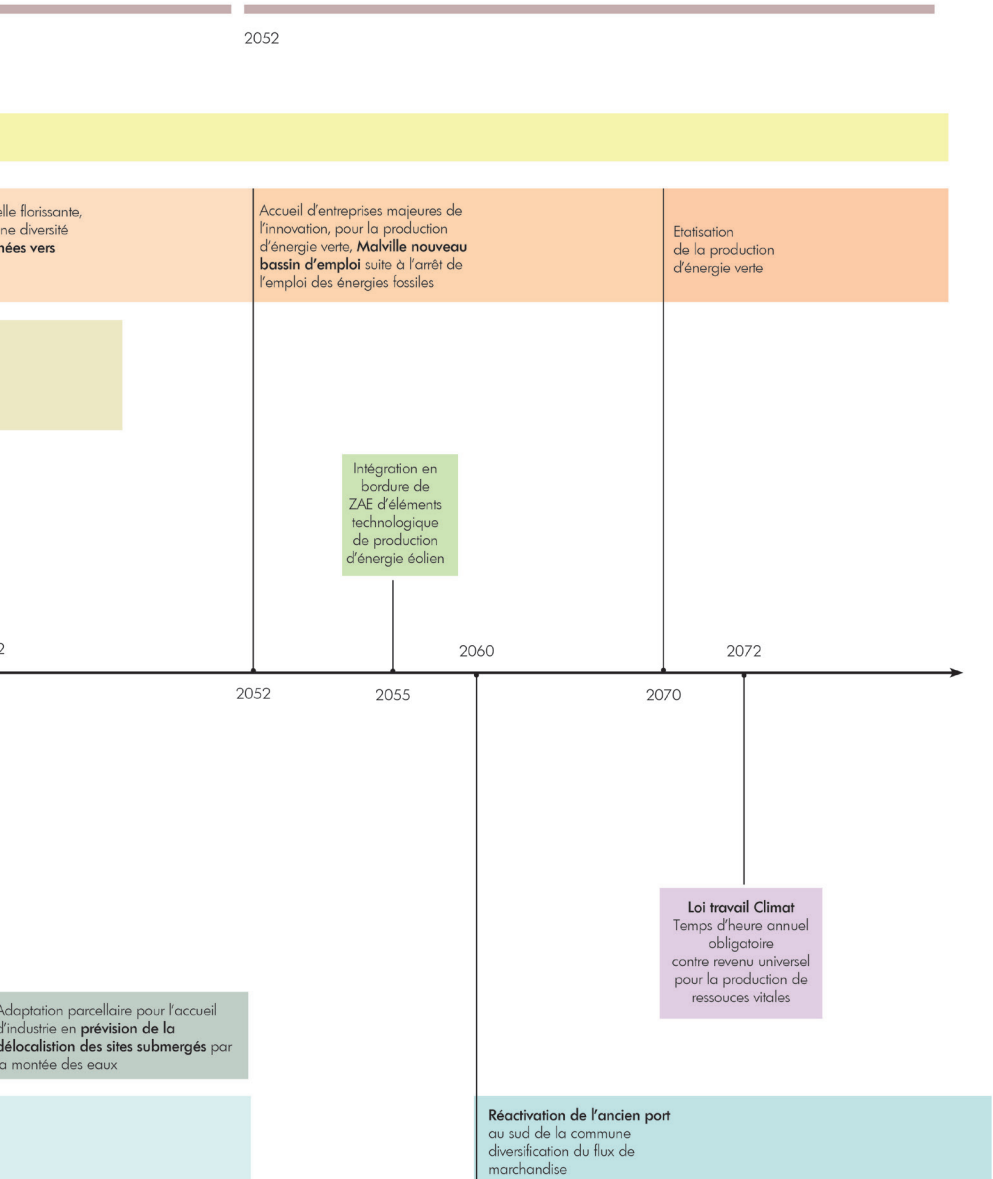 2052
elle florissante,
ne diversité
nées vers
Accueil d'entreprises majeures de
l'innovation, pour la production
d'énergie verte, Malville nouveau
bassin d'emploi suite à l'arrêt de
l'emploi des énergies fossiles
Etatisation
de la production
d'énergie verte
Intégration en
bordure de
ZAE d'éléments
technologique
de production
d'énergie éolien
2
2060
2072
2052
2055
2070
Loi travail Climat
Temps d'heure annuel
obligatoire
contre revenu universel
pour la production de
ressouces vitales
Adaptation parcellaire pour l'accueil
d'industrie en prévision de la
délocalistion des sites submergés par
la montée des eaux
Réactivation de l'ancien port
au sud de la commune
diversification du flux de
marchandise